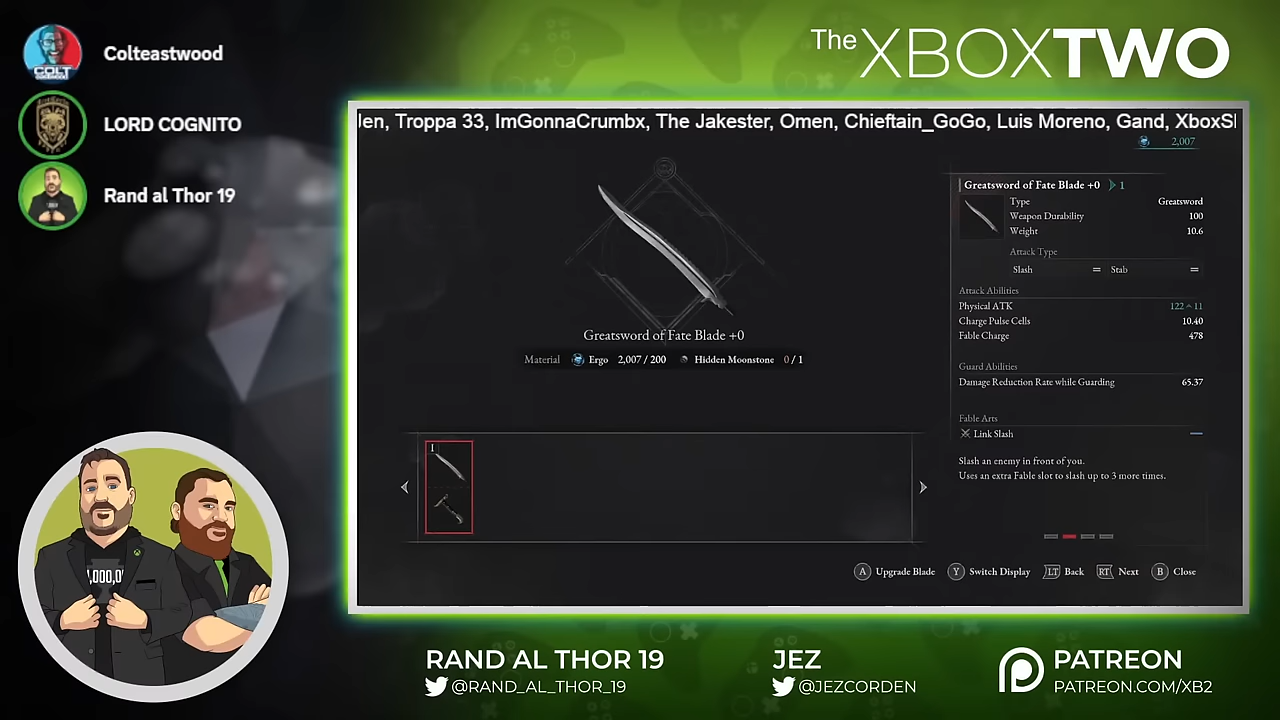 Colteastwood
LORD COGNITO
Rand al Thor 19
The XBOXTWO
Troppa 33, ImGonnaCrumbx, The Jakester, Omen, Chieftain_GoGo, Luis Moreno, Gand,
2,007
Greatsword of Fate Blade +0 1
Type Greatsword
Weapon Durability 100
Weight 10.6
Attack Type
Slash = Stab =
Attack Abilities
Physical ATK 122 ^ 11
Charge Pulse Cells 10.40
Fable Charge 478
Guard Abilities
Damage Reduction Rate while Guarding 65.37
Fable Arts
Link Slash
Slash an enemy in front of you.
Uses an extra Fable slot to slash up to 3 more times.
Greatsword of Fate Blade +0
Material Ergo 2,007 / 200 Hidden Moonstone 0 / 1
I
A Upgrade Blade Y Switch Display LT Back RT Next B Close
COLT
,000,0
RAND AL THOR 19
@RAND_AL_THOR_19
JEZ
@JEZCORDEN
PATREON
PATREON.COM/XB2